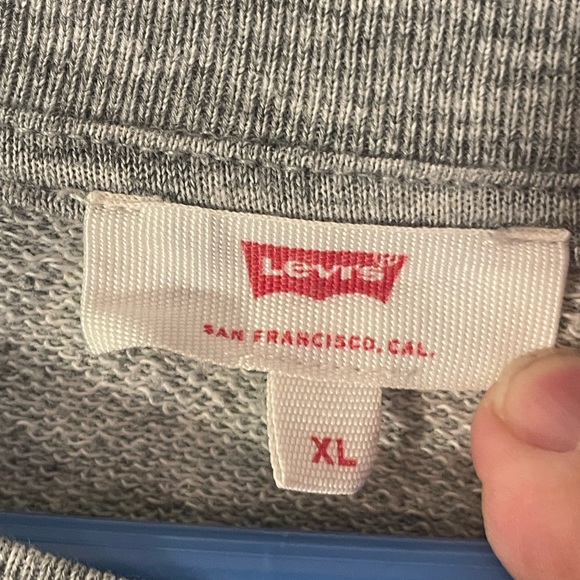 Levi's®
SAN FRANCISCO, CAL.
XL